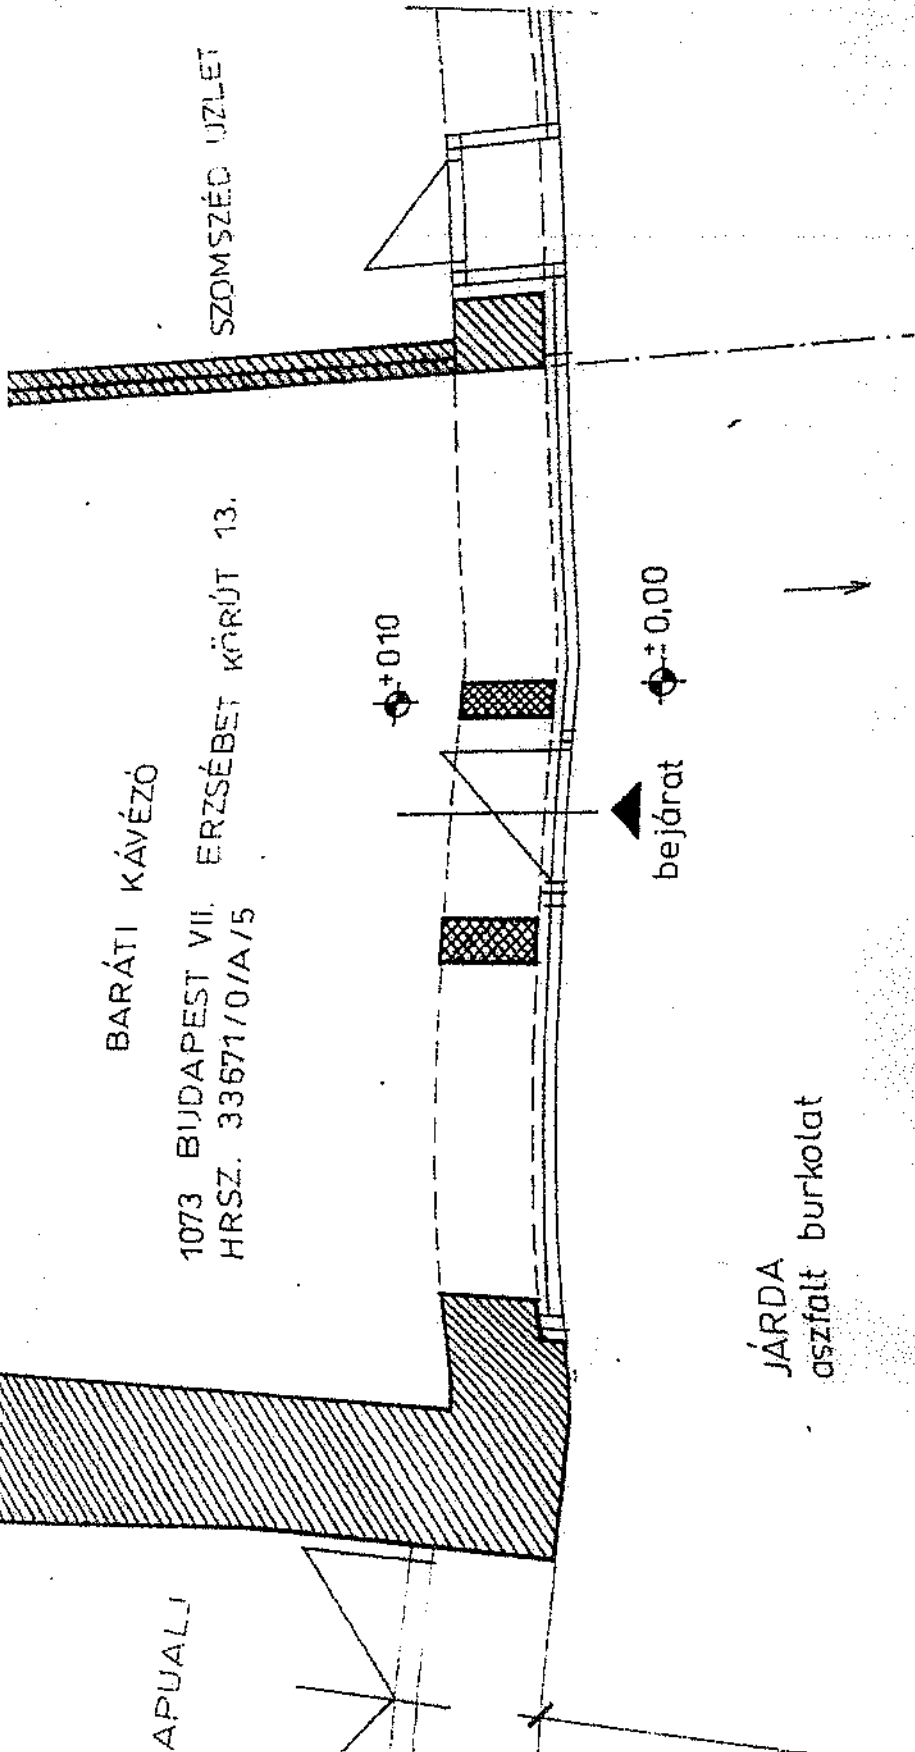 SZOMSZÉD ÜZLET
BARÁTI KÁVÉZÓ
1073 BUDAPEST VII. ERZSÉBET KÖRÚT 13.
HRSZ. 33671/0/A/5
+010
±0,00
bejárat
JÁRDA
aszfalt burkolat
APUALJ